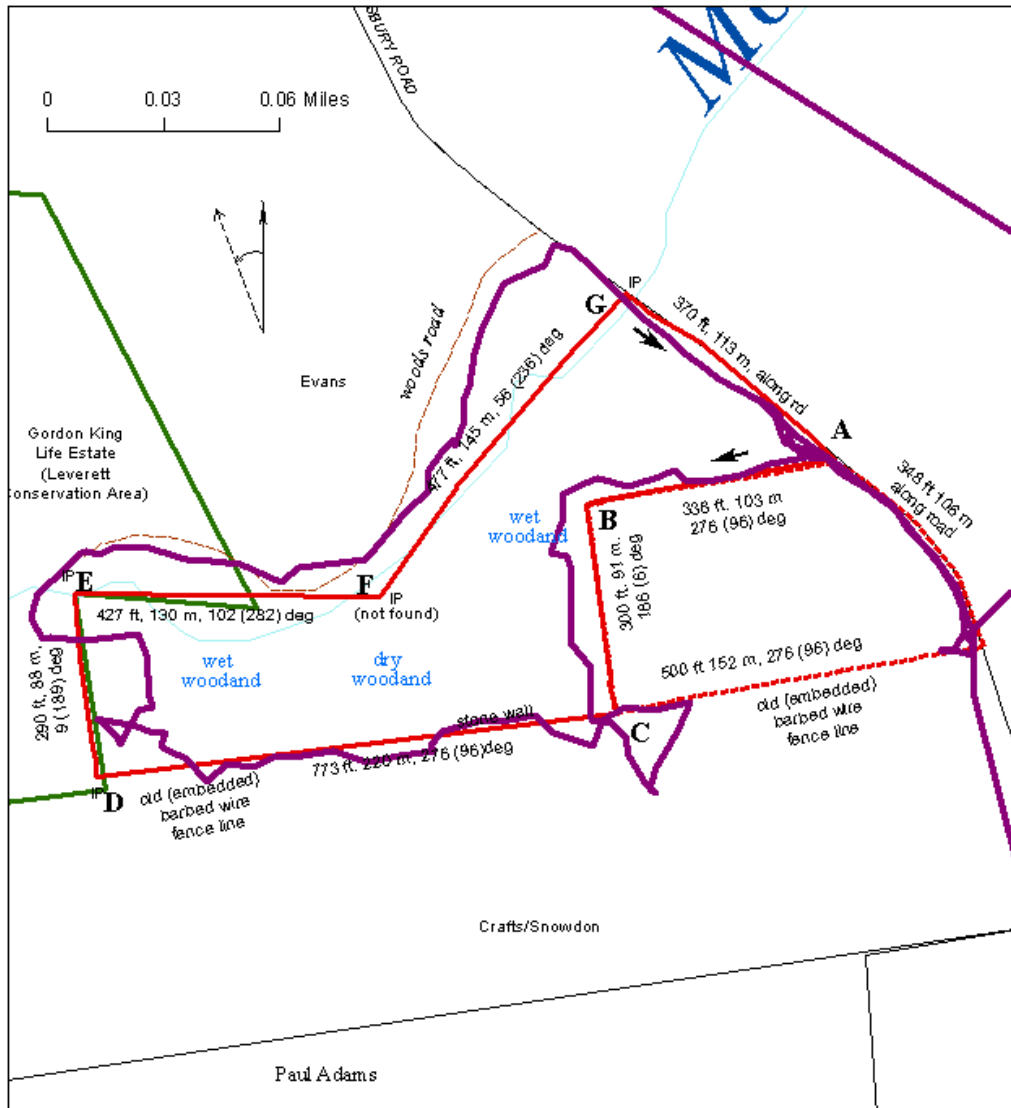 SBURY ROAD
Mc
0 0.03 0.06 Miles
IP
G
370 ft, 113 m, along rd
woods road
Evans
477 ft, 145 m, 56 (236) deg
A
Gordon King
Life Estate
(Leverett
Conservation Area)
348 ft 106 m
along road
B
336 ft. 103 m
276 (96) deg
wet
woodand
300 ft. 91 m.
186 (6) deg
IP
E
F
IP
(not found)
427 ft, 130 m, 102 (282) deg
wet
woodand
dry
woodand
500 ft 152 m, 276 (96) deg
290 ft, 88 m,
9 (189) deg
stone wall
C
old (embedded)
barbed wire
fence line
773 ft. 220 m, 276 (96)deg
IP
D
old (embedded)
barbed wire
fence line
Crafts/Snowdon
Paul Adams